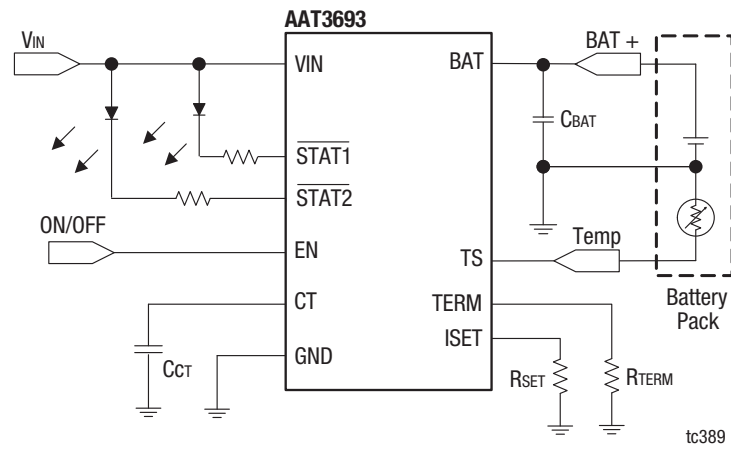 AAT3693
VIN
VIN
BAT
BAT +
CBAT
STAT1
STAT2
ON/OFF
EN
Temp
TS
CT
TERM
Battery
Pack
ISET
GND
CCT
RSET
RTERM
tc389